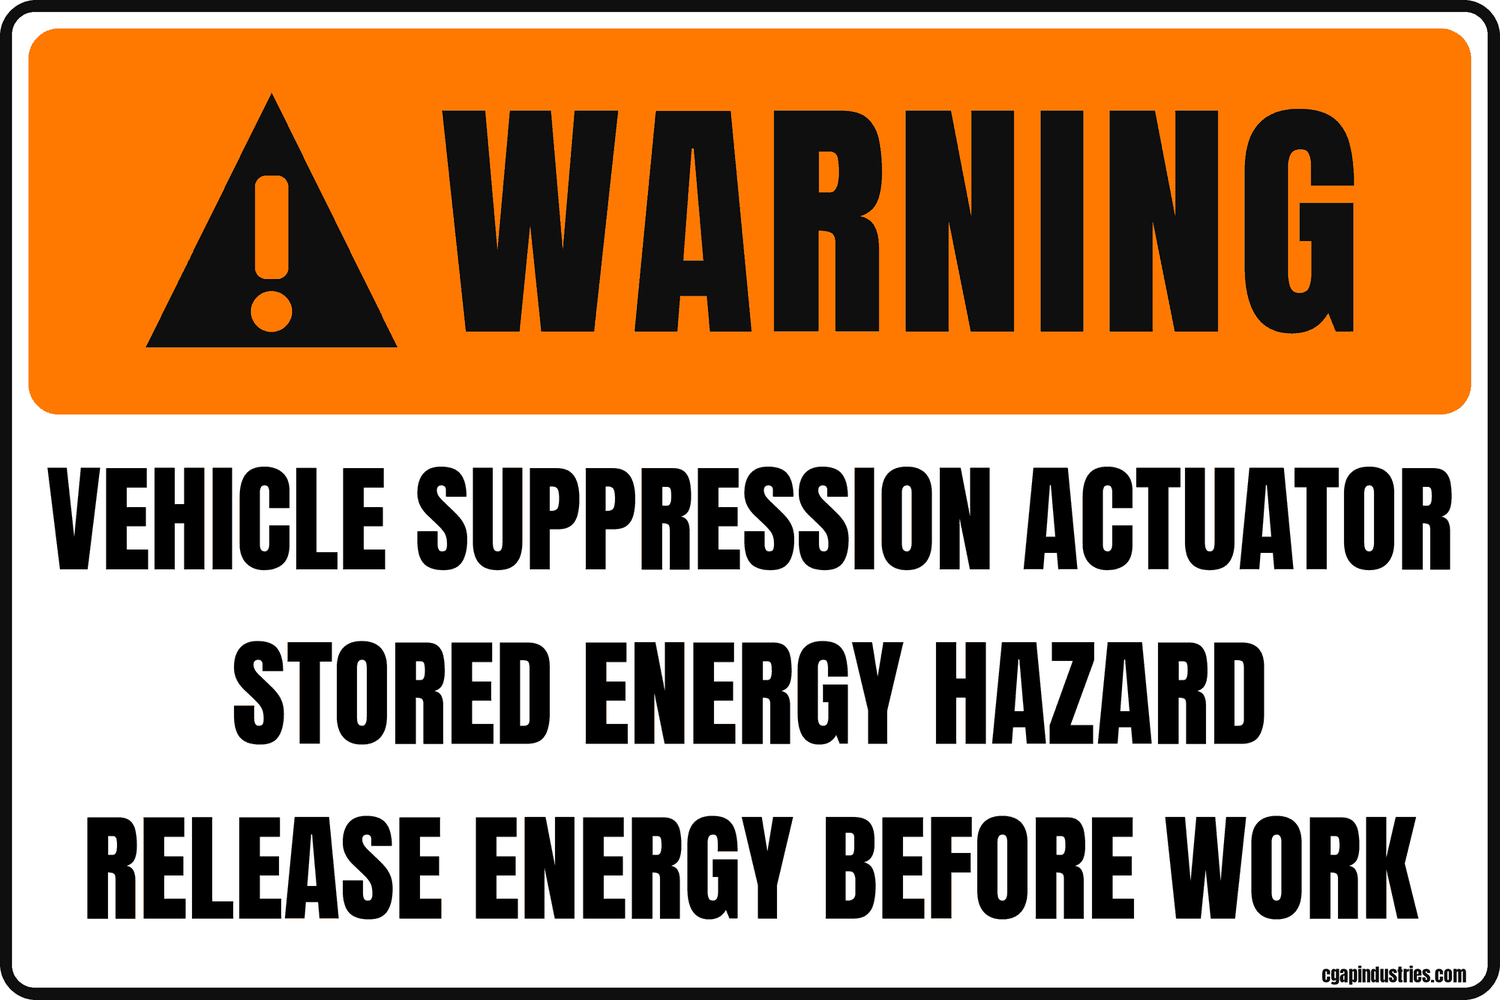 WARNING
VEHICLE SUPPRESSION ACTUATOR
STORED ENERGY HAZARD
RELEASE ENERGY BEFORE WORK
cgapindustries.com